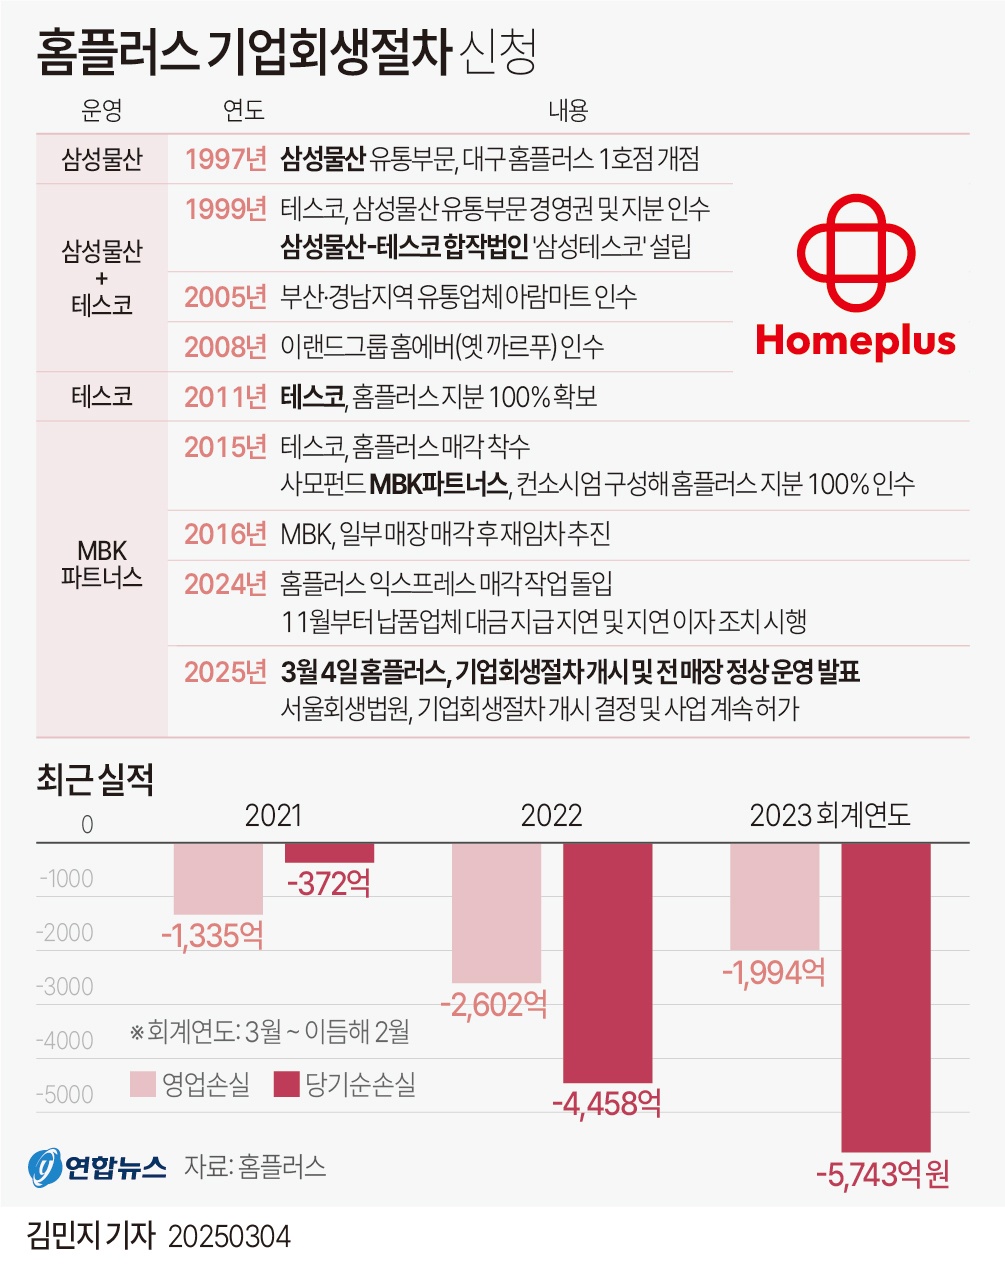 홈플러스 기업회생절차 신청
운영 연도 내용
삼성물산 1997년 삼성물산 유통부문, 대구 홈플러스 1호점 개점
삼성물산
+
테스코
1999년 테스코, 삼성물산 유통부문 경영권 및 지분 인수
삼성물산-테스코 합작법인 '삼성테스코' 설립
2005년 부산·경남지역 유통업체 아람마트 인수
2008년 이랜드그룹 홈에버(옛 까르푸) 인수
Homeplus
테스코 2011년 테스코, 홈플러스 지분 100% 확보
MBK
파트너스
2015년 테스코, 홈플러스 매각 착수
사모펀드 MBK파트너스, 컨소시엄 구성해 홈플러스 지분 100% 인수
2016년 MBK, 일부 매장 매각 후 재임차 추진
2024년 홈플러스 익스프레스 매각 작업 돌입
11월부터 납품업체 대금 지급 지연 및 지연 이자 조치 시행
2025년 3월 4일 홈플러스, 기업회생절차 개시 및 전 매장 정상 운영 발표
서울회생법원, 기업회생절차 개시 결정 및 사업 계속 허가
최근 실적
0 2021 2022 2023 회계연도
-1000
-2000
-3000
-4000
-5000
-1,335억
-372억
-2,602억
-4,458억
-1,994억
-5,743억 원
※ 회계연도: 3월 ~ 이듬해 2월
영업손실 당기순손실
y 연합뉴스 자료: 홈플러스
김민지 기자 20250304